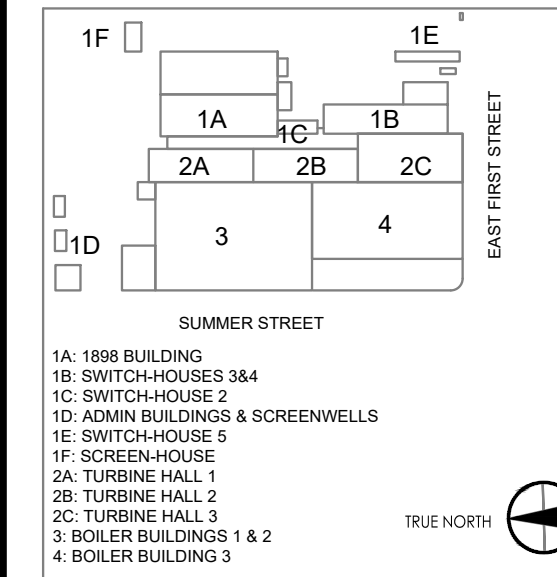 1F
1E
1A
1C
1B
2A
2B
2C
EAST FIRST STREET
3
4
1D
SUMMER STREET
1A: 1898 BUILDING
1B: SWITCH-HOUSES 3&4
1C: SWITCH-HOUSE 2
1D: ADMIN BUILDINGS & SCREENWELLS
1E: SWITCH-HOUSE 5
1F: SCREEN-HOUSE
2A: TURBINE HALL 1
2B: TURBINE HALL 2
2C: TURBINE HALL 3
3: BOILER BUILDINGS 1 & 2
4: BOILER BUILDING 3
TRUE NORTH